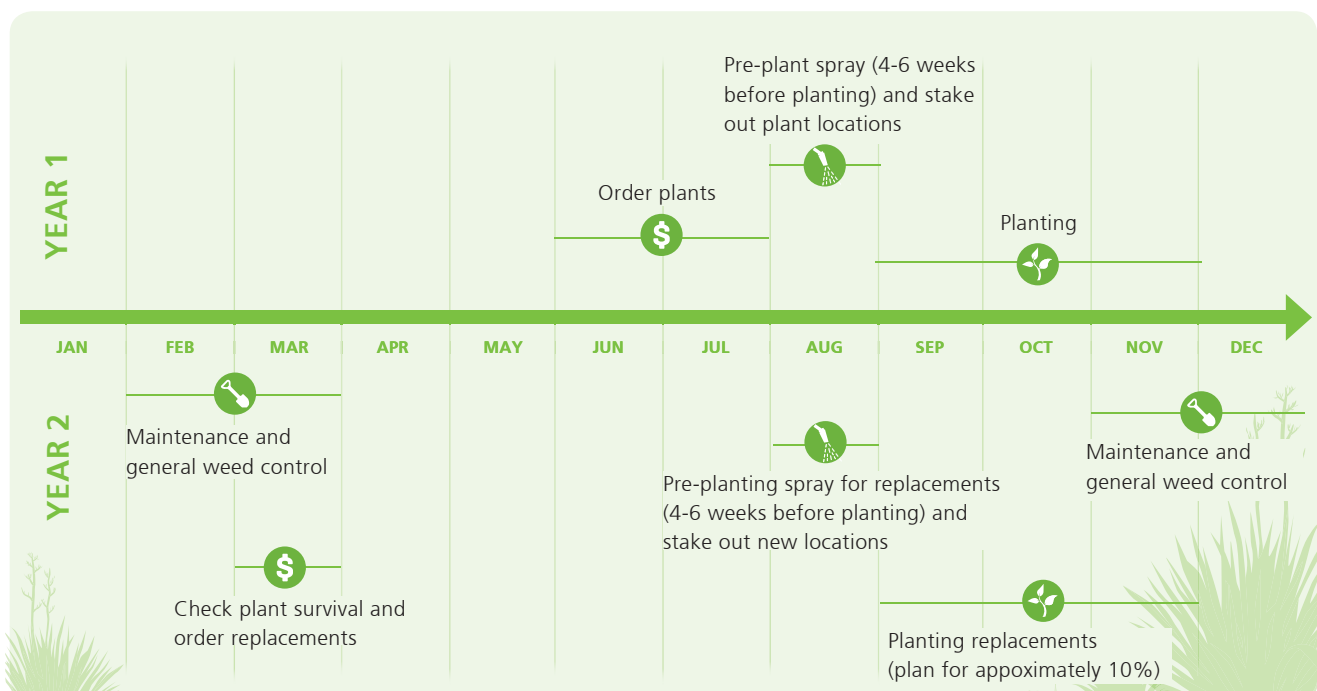 YEAR 1
Pre-plant spray (4-6 weeks
before planting) and stake
out plant locations
Order plants
$
Planting
JAN
FEB
MAR
APR
MAY
JUN
JUL
AUG
SEP
OCT
NOV
DEC
YEAR 2
Maintenance and
general weed control
Maintenance and
general weed control
Pre-planting spray for replacements
(4-6 weeks before planting) and
stake out new locations
$
Check plant survival and
order replacements
Planting replacements
(plan for appoximately 10%)